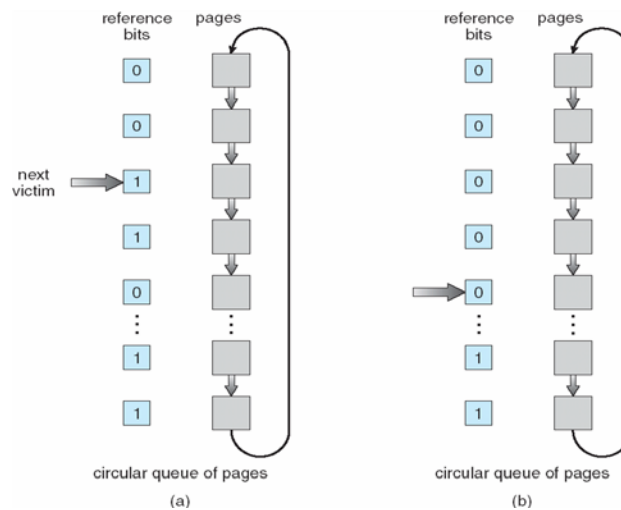 reference pages
bits
0
0
next
victim
1
1
0
1
1
circular queue of pages
(a)
reference pages
bits
0
0
0
0
0
1
1
circular queue of pages
(b)